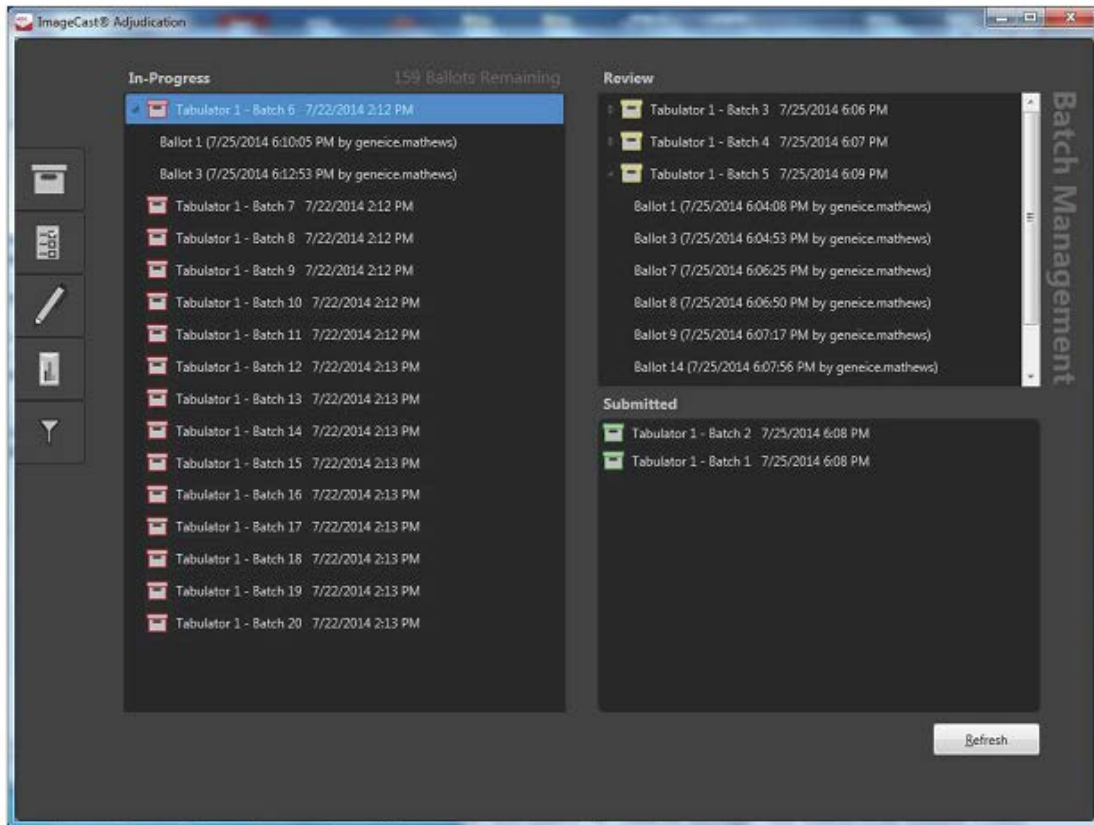 ImageCast® Adjudication
In-Progress
159 Ballots Remaining
Tabulator 1 - Batch 6 7/22/2014 2:12 PM
Ballot 1 (7/25/2014 6:10:05 PM by geneice.mathews)
Ballot 3 (7/25/2014 6:12:53 PM by geneice.mathews)
Tabulator 1 - Batch 7 7/22/2014 2:12 PM
Tabulator 1 - Batch 8 7/22/2014 2:12 PM
Tabulator 1 - Batch 9 7/22/2014 2:12 PM
Tabulator 1 - Batch 10 7/22/2014 2:12 PM
Tabulator 1 - Batch 11 7/22/2014 2:12 PM
Tabulator 1 - Batch 12 7/22/2014 2:13 PM
Tabulator 1 - Batch 13 7/22/2014 2:13 PM
Tabulator 1 - Batch 14 7/22/2014 2:13 PM
Tabulator 1 - Batch 15 7/22/2014 2:13 PM
Tabulator 1 - Batch 16 7/22/2014 2:13 PM
Tabulator 1 - Batch 17 7/22/2014 2:13 PM
Tabulator 1 - Batch 18 7/22/2014 2:13 PM
Tabulator 1 - Batch 19 7/22/2014 2:13 PM
Tabulator 1 - Batch 20 7/22/2014 2:13 PM
Review
Tabulator 1 - Batch 3 7/25/2014 6:06 PM
Tabulator 1 - Batch 4 7/25/2014 6:07 PM
Tabulator 1 - Batch 5 7/25/2014 6:09 PM
Ballot 1 (7/25/2014 6:04:08 PM by geneice.mathews)
Ballot 3 (7/25/2014 6:04:53 PM by geneice.mathews)
Ballot 7 (7/25/2014 6:06:25 PM by geneice.mathews)
Ballot 8 (7/25/2014 6:06:50 PM by geneice.mathews)
Ballot 9 (7/25/2014 6:07:17 PM by geneice.mathews)
Ballot 14 (7/25/2014 6:07:56 PM by geneice.mathews)
Submitted
Tabulator 1 - Batch 2 7/25/2014 6:08 PM
Tabulator 1 - Batch 1 7/25/2014 6:08 PM
Refresh
Batch Management